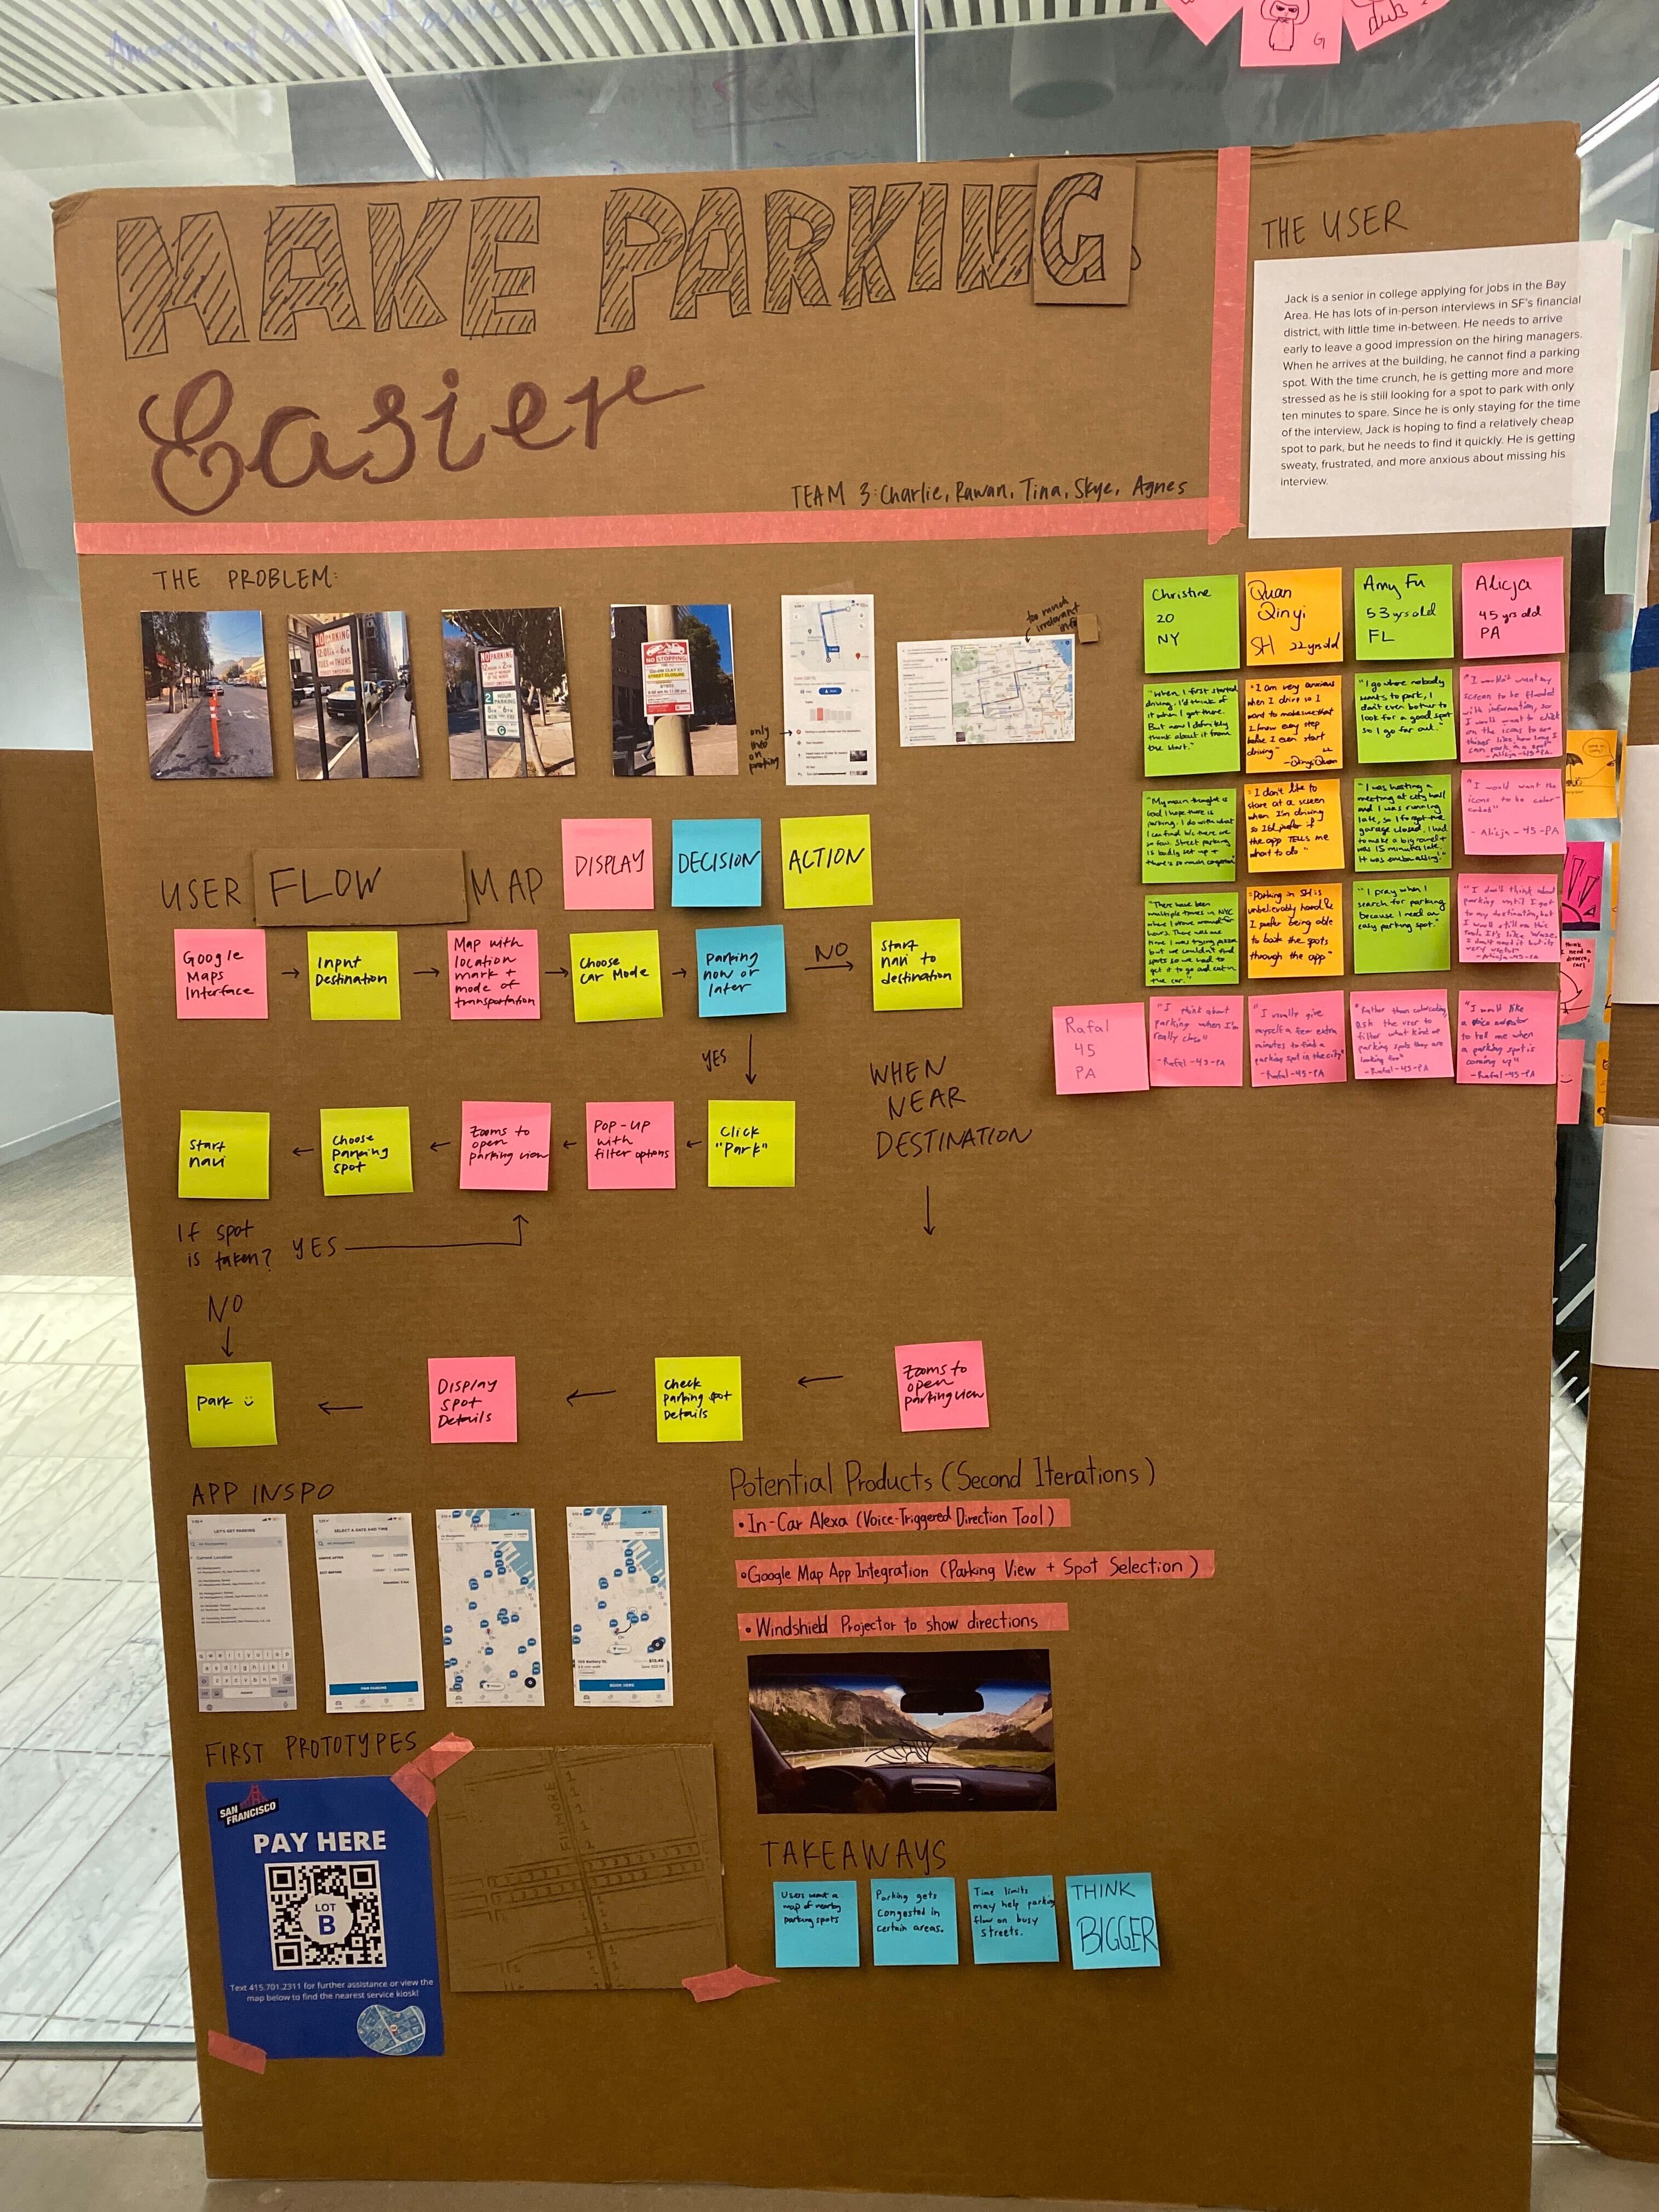 MAKE PARKING
Easier
TEAM 3: Charlie, Rawan, Tina, Skye, Agnes
THE USER
Jack is a senior in college applying for jobs in the Bay
Area. He has lots of in-person interviews in SF's financial
district, with little time in-between. He needs to arrive
early to leave a good impression on the hiring managers.
When he arrives at the building, he cannot find a parking
spot. With the time crunch, he is getting more and more
stressed as he is still looking for a spot to park with only
ten minutes to spare. Since he is only staying for the time
of the interview, Jack is hoping to find a relatively cheap
spot to park, but he needs to find it quickly. He is getting
sweaty, frustrated, and more anxious about missing his
interview.
THE PROBLEM:
NO PARKING
NO PARKING
2 HOUR
PARKING
NO STOPPING
STREET CLOSURE
only
info on
parking
too much
irrelevant
info
Christine
20
NY
"When I first started
driving, I'd think of
it when I got there.
But now I definitely
think about it from
the start."
"My main thought is
God I hope there is
parking. I do with what
I can find b/c there are
so few. Street parking
is badly set up +
there's so much congestion"
"There have been
multiple times in NYC
where I drove around for
hours. There was one
time I was trying pizza
but we couldn't find
spots so we had to
get it to go and eat in
the car."
Quan
Qinyi
SH 22 yrs old
"I am very anxious
when I drive so I
want to make sure that
I know every step
before I even start
driving"
- Qinyi Quan
"I don't like to
stare at a screen
when I'm driving
so I'd prefer if
the app TELLS me
what to do"
"Parking in SH is
unbelievably hard &
I prefer being able
to book the spots
through the app"
Amy Fu
53 yrs old
FL
"I go where nobody
wants to park, I
don't even bother to
look for a good spot
so I go far out."
"I was hosting a
meeting at city hall
and I was running
late, so I forgot the
garage closed. I had
to make a big round + I
was 15 minutes late.
It was embarrassing!"
"I pray when I
search for parking
because I need an
easy parking spot."
Alicja
45 yrs old
PA
"I wouldn't want my
screen to be flooded
with information, so
I would want to click
on the icons to see
things like how long I
can park in a spot"
- Alicja - 45 - PA
"I would want the
icons to be color-
coded"
- Alicja - 45 - PA
"I don't think about
parking until I get
to my destination, but
I would still use this
tool. It's like Waze.
I don't need it but its
very useful"
- Alicja - 45 - PA
Rafal
45
PA
"I think about
parking when I'm
really close"
- Rafal - 45 - PA
"I usually give
myself a few extra
minutes to find a
parking spot in the city"
- Rafal - 45 - PA
"Rather than colorcoding,
ask the user to
filter what kind of
parking spots they are
looking for"
- Rafal - 45 - PA
"I would like
a voice
to tell me when
a parking spot is
coming up"
- Rafal - 45 - PA
USER FLOW MAP
DISPLAY
DECISION
ACTION
Google
Maps
Interface
Input
Destination
Map with
location
mark +
mode of
transportation
Choose
Car Mode
Parking
now or
later
NO
Start
navi to
destination
YES
WHEN
NEAR
DESTINATION
Click
"Park"
Pop-up
with
filter options
Zooms to
open
parking view
Choose
parking
spot
Start
navi
If spot
is taken?
YES
NO
Zooms to
open
parking view
Check
parking spot
Details
Display
Spot
Details
park
APP INSPO
LET'S GET PARKING
Current Location
SELECT A DATE AND TIME
FIND PARKING
BOOK HERE
Potential Products (Second Iterations)
• In-Car Alexa (Voice-Triggered Direction Tool)
• Google Map App Integration (Parking View + Spot Selection)
• Windshield Projector to show directions
FIRST PROTOTYPES
SAN
FRANCISCO
PAY HERE
LOT
B
Text 415.701.2311 for further assistance or view the
map below to find the nearest service kiosk!
FILLMORE
TAKEAWAYS
Users want a
map of nearby
parking spots
Parking gets
congested in
certain areas.
Time limits
may help parking
flow on busy
streets.
THINK
BIGGER